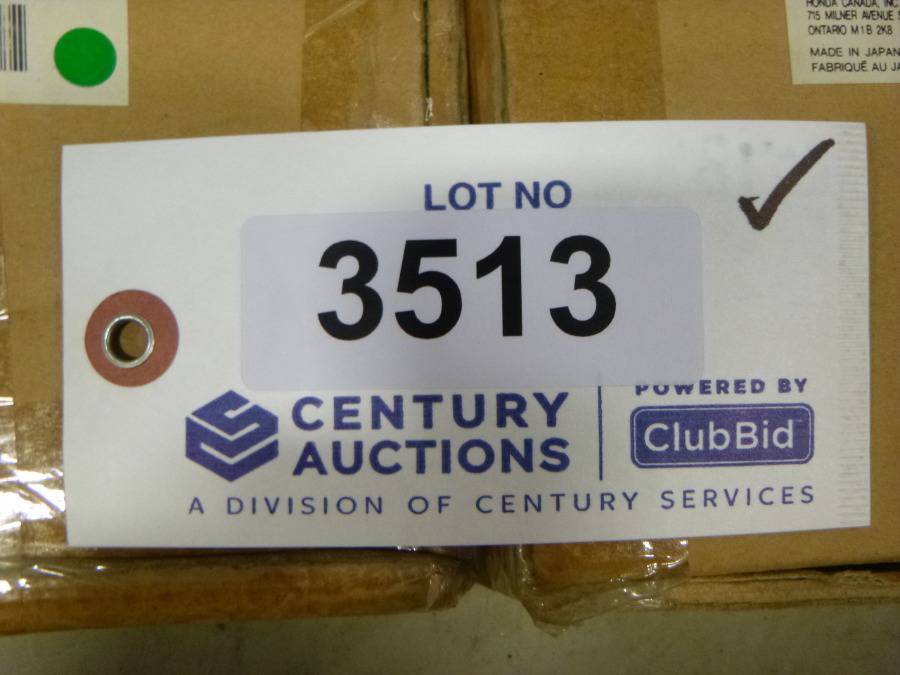 HONDA CANADA, INC
715 MILNER AVENUE
ONTARIO M1B 2K8
MADE IN JAPAN
FABRIQUÉ AU JA
LOT NO
3513
CENTURY
AUCTIONS
POWERED BY
ClubBid
A DIVISION OF CENTURY SERVICES